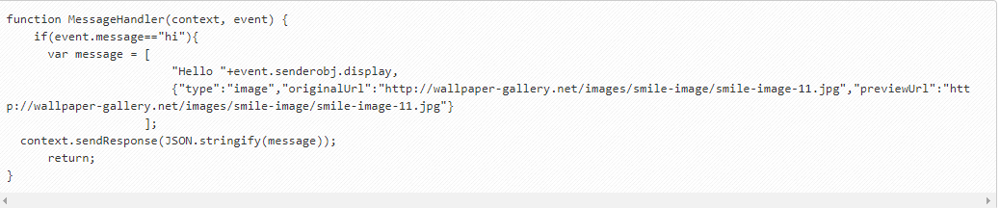 function MessageHandler(context, event) {
    if(event.message=="hi"){
      var message = [
                        "Hello "+event.senderobj.display,
                        {"type":"image","originalUrl":"http://wallpaper-gallery.net/images/smile-image/smile-image-11.jpg","previewUrl":"htt
p://wallpaper-gallery.net/images/smile-image/smile-image-11.jpg"}
                    ];
  context.sendResponse(JSON.stringify(message));
      return;
}